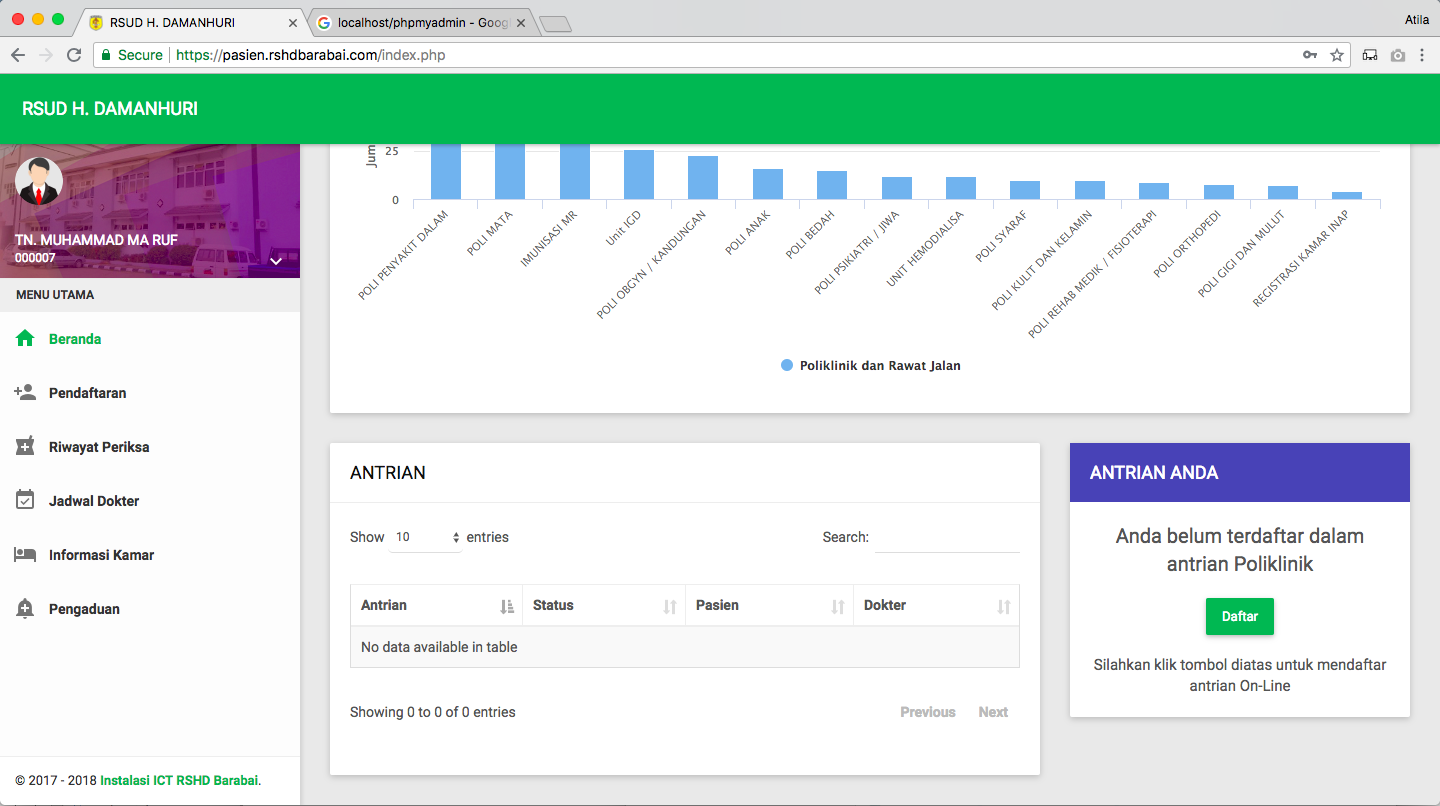 RSUD H. DAMANHURI
localhost/phpmyadmin - Goog
Atila
Secure
https://pasien.rshdbarabai.com/index.php
RSUD H. DAMANHURI
TN. MUHAMMAD MA RUF
000007
MENU UTAMA
Beranda
Pendaftaran
Riwayat Periksa
Jadwal Dokter
Informasi Kamar
Pengaduan
© 2017 - 2018 Instalasi ICT RSHD Barabai.
Jum
25
0
POLI PENYAKIT DALAM
POLI MATA
IMUNISASI MR
Unit IGD
POLI OBGYN / KANDUNGAN
POLI ANAK
POLI BEDAH
POLI PSIKIATRI / JIWA
UNIT HEMODIALISA
POLI SYARAF
POLI KULIT DAN KELAMIN
POLI REHAB MEDIK / FISIOTERAPI
POLI ORTHOPEDI
POLI GIGI DAN MULUT
REGISTRASI KAMAR INAP
Poliklinik dan Rawat Jalan
ANTRIAN
Show 10 entries
Search:
Antrian Status Pasien Dokter
No data available in table
Showing 0 to 0 of 0 entries
Previous Next
ANTRIAN ANDA
Anda belum terdaftar dalam
antrian Poliklinik
Daftar
Silahkan klik tombol diatas untuk mendaftar
antrian On-Line